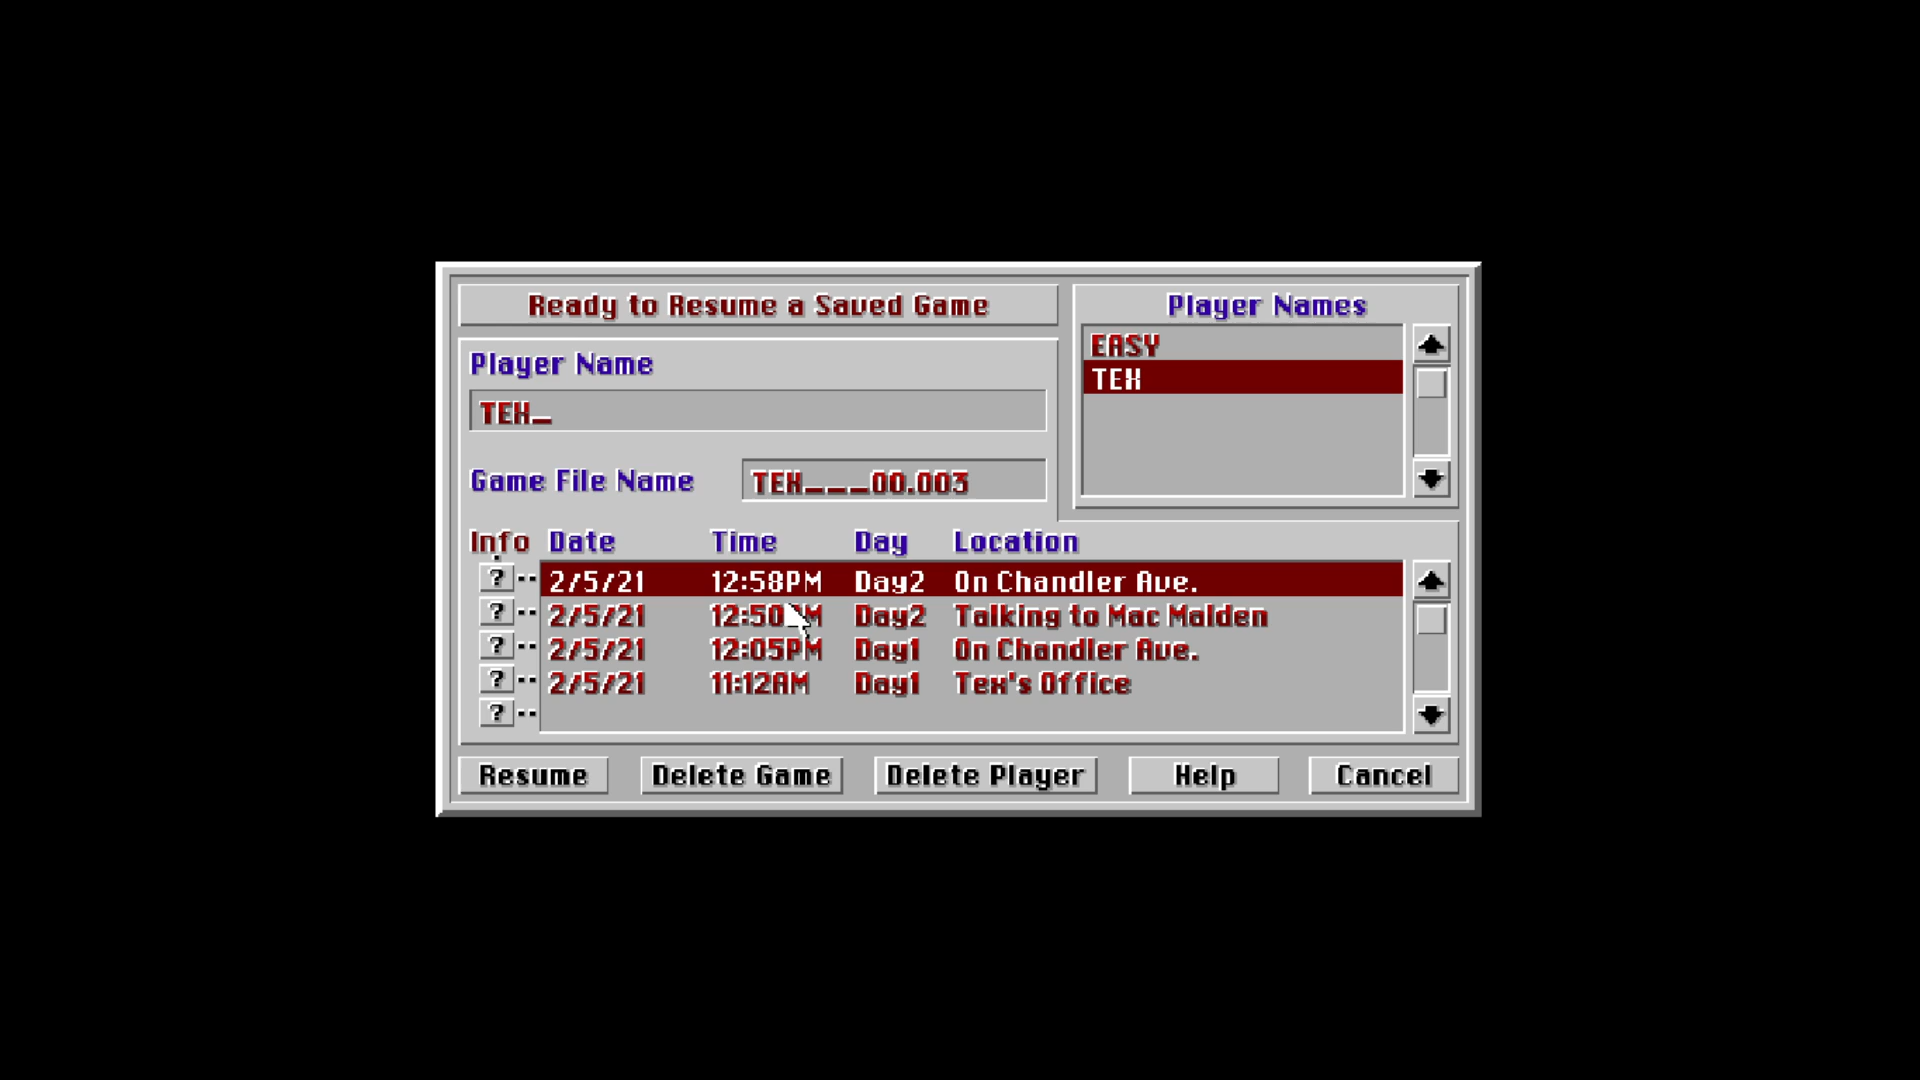 Ready to Resume a Saved Game
Player Names
EASY
TEX
Player Name
TEX_
Game File Name
TEX___00.003
Info Date Time Day Location
? 2/5/21 12:58PM Day2 On Chandler Ave.
? 2/5/21 12:50PM Day2 Talking to Mac Malden
? 2/5/21 12:05PM Day1 On Chandler Ave.
? 2/5/21 11:12AM Day1 Tex's Office
?
Resume Delete Game Delete Player Help Cancel